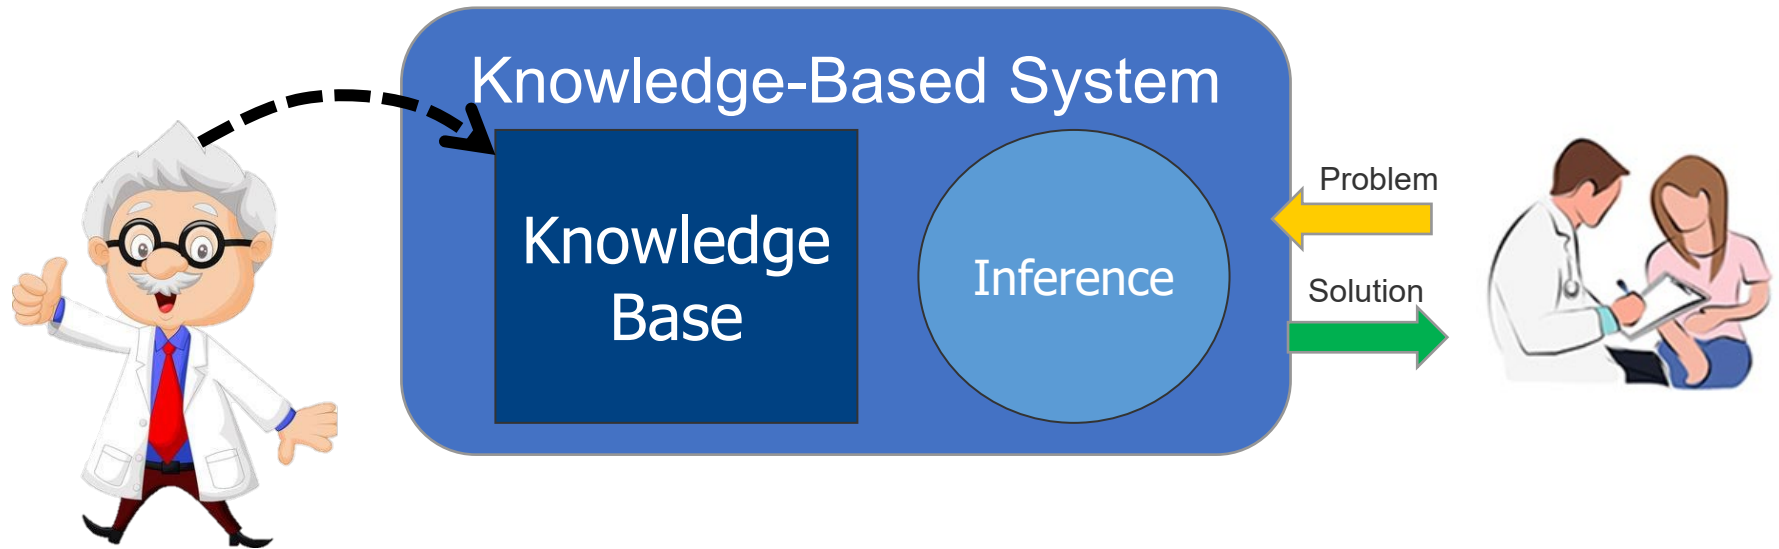 Knowledge-Based System
Knowledge
Base
Inference
Problem
Solution